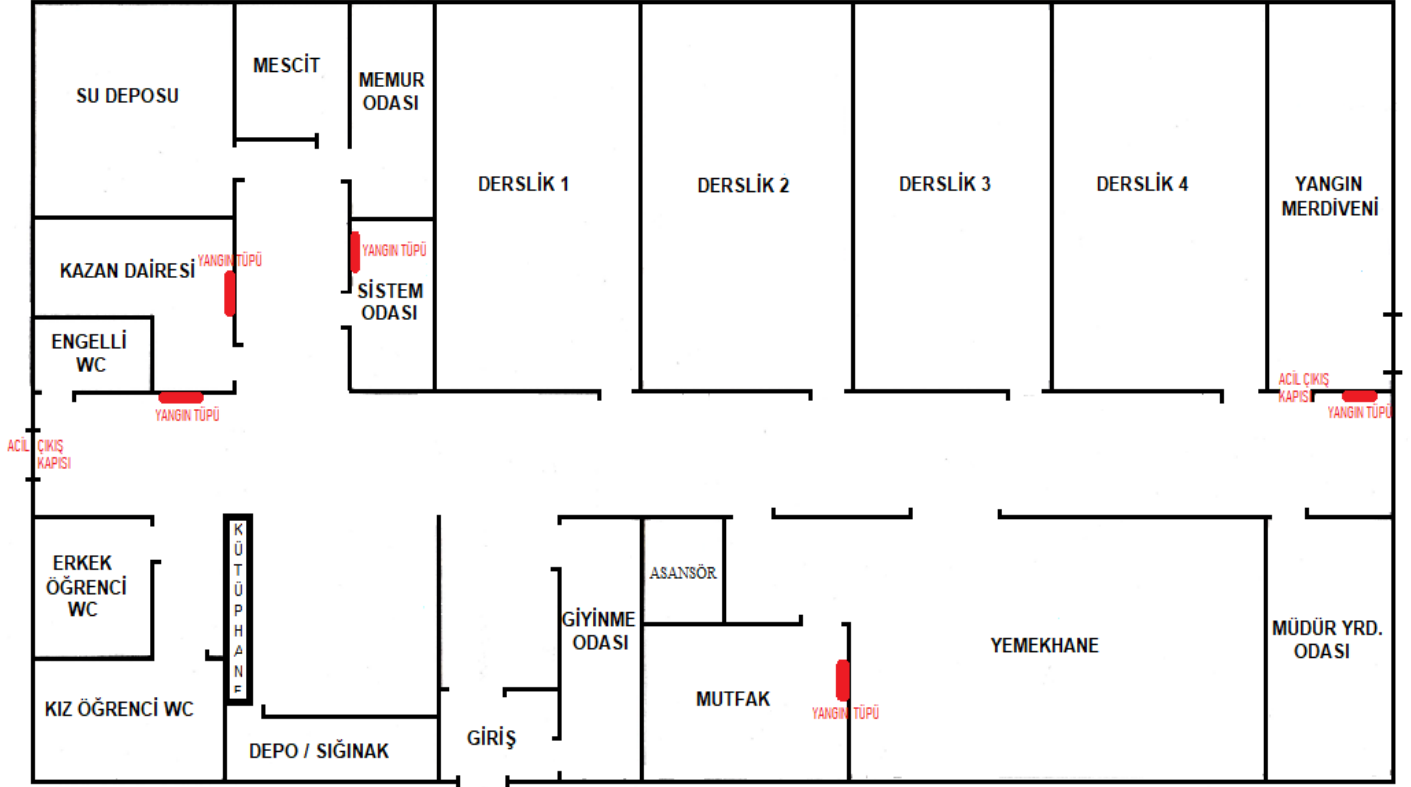 SU DEPOSU
MESCİT
MEMUR
ODASI
DERSLİK 1
DERSLİK 2
DERSLİK 3
DERSLİK 4
YANGIN
MERDİVENİ
KAZAN DAİRESİ
YANGIN TÜPÜ
YANGIN TÜPÜ
SİSTEM
ODASI
ENGELLİ
WC
YANGIN TÜPÜ
ACİL ÇIKIŞ
KAPISI
YANGIN TÜPÜ
ACİL ÇIKIŞ
KAPISI
ERKEK
ÖĞRENCİ
WC
KÜTÜPHANE
ASANSÖR
GİYİNME
ODASI
YEMEKHANE
MÜDÜR YRD.
ODASI
KIZ ÖĞRENCİ WC
DEPO / SIĞINAK
GİRİŞ
MUTFAK
YANGIN TÜPÜ